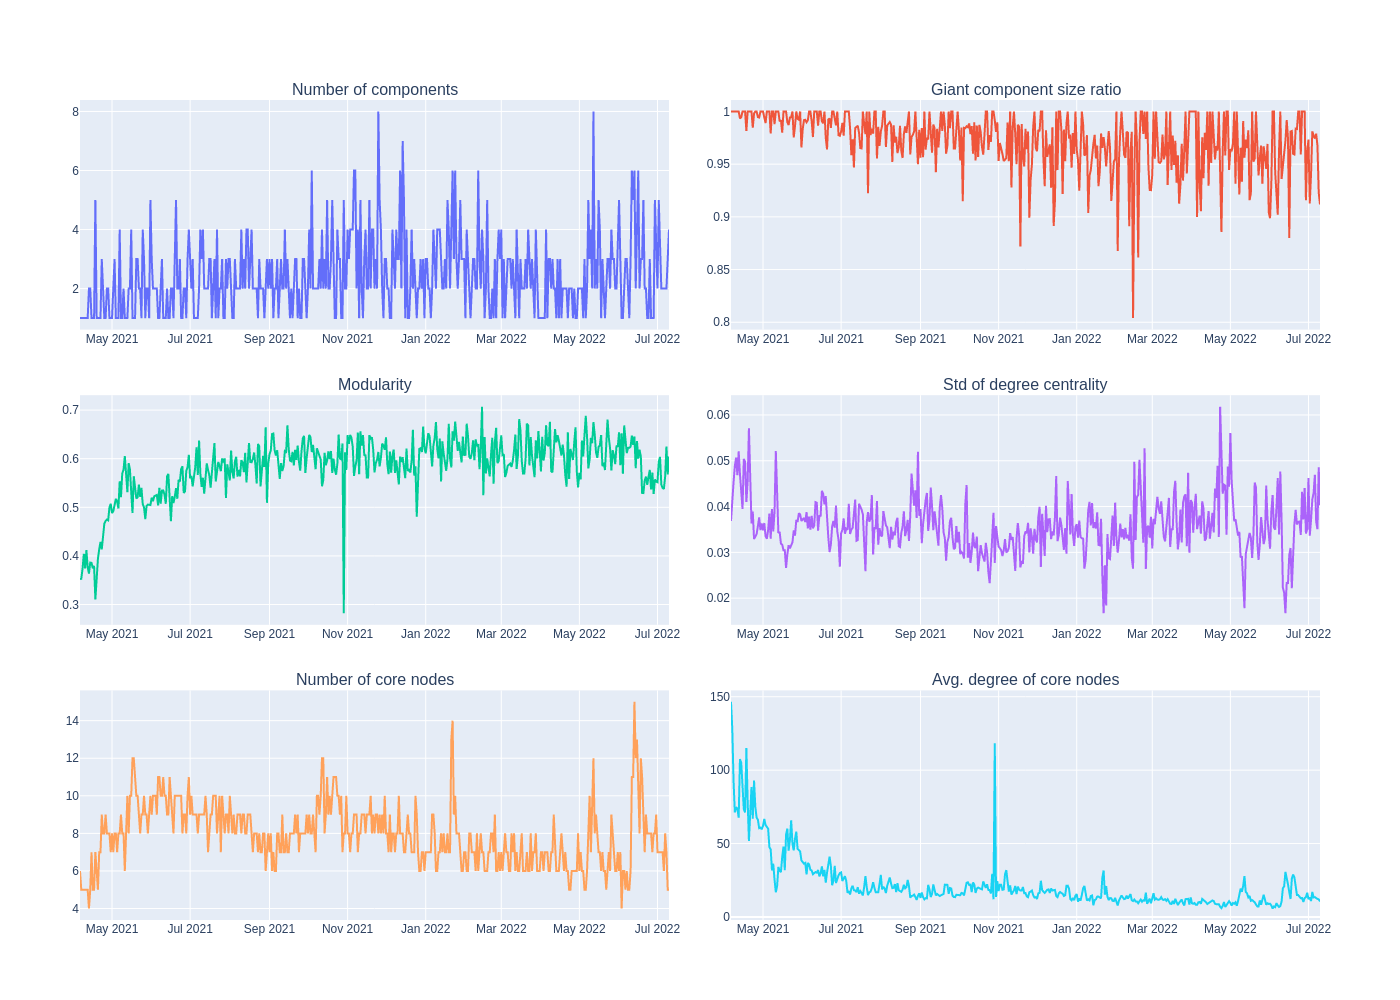 Number of components
Giant component size ratio
8
6
4
2
May 2021 Jul 2021 Sep 2021 Nov 2021 Jan 2022 Mar 2022 May 2022 Jul 2022
1
0.95
0.9
0.85
0.8
May 2021 Jul 2021 Sep 2021 Nov 2021 Jan 2022 Mar 2022 May 2022 Jul 2022
Modularity
Std of degree centrality
0.7
0.6
0.5
0.4
0.3
May 2021 Jul 2021 Sep 2021 Nov 2021 Jan 2022 Mar 2022 May 2022 Jul 2022
0.06
0.05
0.04
0.03
0.02
May 2021 Jul 2021 Sep 2021 Nov 2021 Jan 2022 Mar 2022 May 2022 Jul 2022
Number of core nodes
Avg. degree of core nodes
14
12
10
8
6
4
May 2021 Jul 2021 Sep 2021 Nov 2021 Jan 2022 Mar 2022 May 2022 Jul 2022
150
100
50
0
May 2021 Jul 2021 Sep 2021 Nov 2021 Jan 2022 Mar 2022 May 2022 Jul 2022